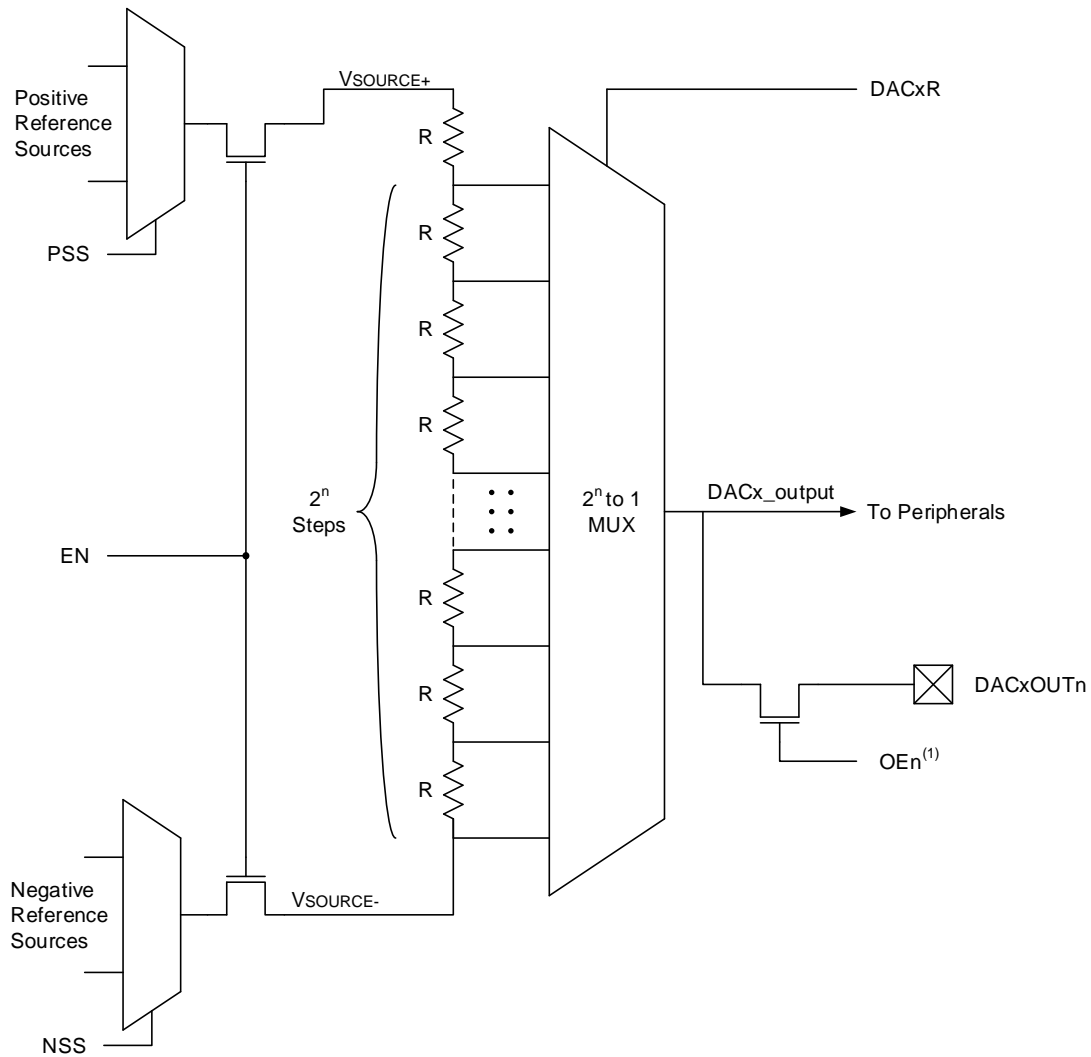 VSOURCE+
DACxR
Positive
Reference
Sources
R
R
PSS
R
R
2ⁿ
Steps
2ⁿ to 1
MUX
DACx_output
To Peripherals
EN
R
R
DACxOUTn
OEn⁽¹⁾
R
Negative
Reference
Sources
VSOURCE-
NSS